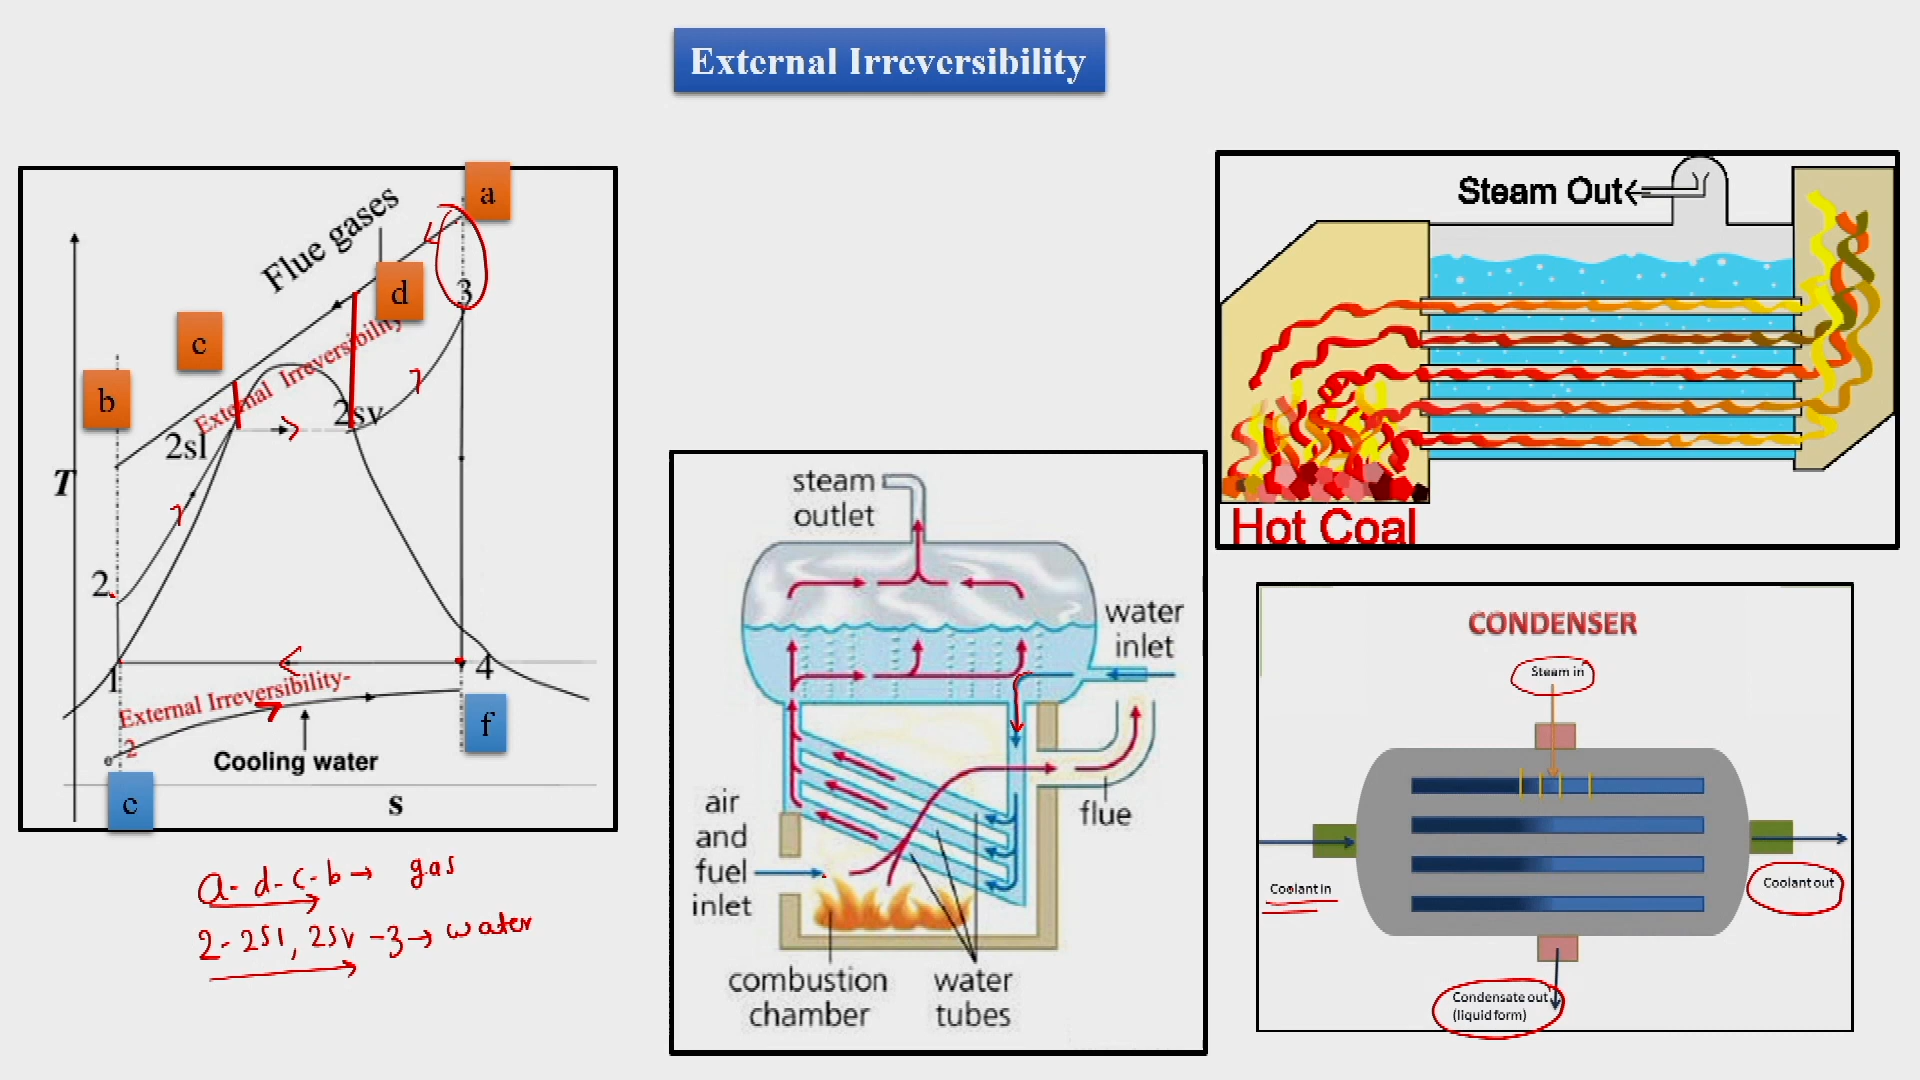 External Irreversibility
a
Flue gases
d
3
c
External Irreversibility
b
2sv
2sl
T
2
1
4
External Irreversibility-
2
f
e
Cooling water
c
s
a- d- c- b → gas
2- 2Sl, 2SV -3 → water
steam
outlet
water
inlet
air
and
fuel
inlet
flue
combustion
chamber
water
tubes
Steam Out
Hot Coal
CONDENSER
Steam in
Coolant in
Coolant out
Condensate out
(liquid form)